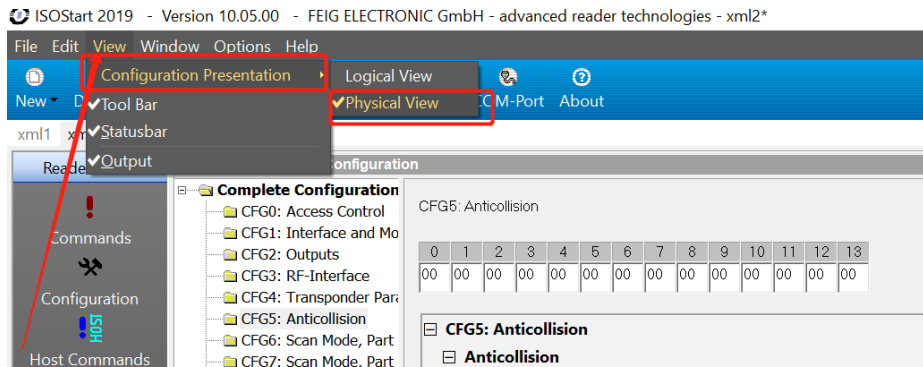 ISOStart 2019 - Version 10.05.00 - FEIG ELECTRONIC GmbH - advanced reader technologies - xml2*
File Edit View Window Options Help
Configuration Presentation Logical View
New Tool Bar Physical View COM-Port About
xml1 Statusbar
Output
Complete Configuration
Commands
Configuration
Host Commands
HOST
CFG0: Access Control
CFG1: Interface and Mo
CFG2: Outputs
CFG3: RF-Interface
CFG4: Transponder Para
CFG5: Anticollision
CFG6: Scan Mode, Part
CFG7: Scan Mode, Part
CFG5: Anticollision
0 1 2 3 4 5 6 7 8 9 10 11 12 13
00 00 00 00 00 00 00 00 00 00 00 00 00 00
CFG5: Anticollision
Anticollision